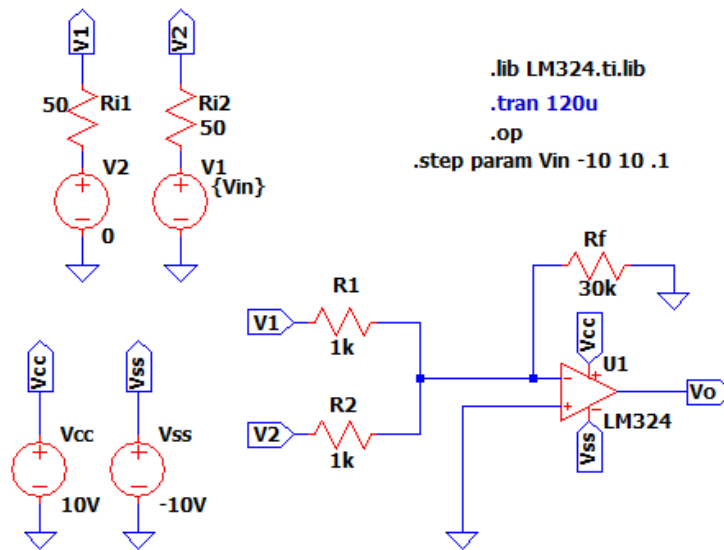 V1
V2
50
Ri1
Ri2
50
V2
0
V1
{Vin}
.lib LM324.ti.lib
.tran 120u
.op
.step param Vin -10 10 .1
Rf
30k
R1
V1
1k
R2
V2
1k
Vcc
U1
Vo
LM324
Vss
Vcc
Vss
Vcc
10V
Vss
-10V